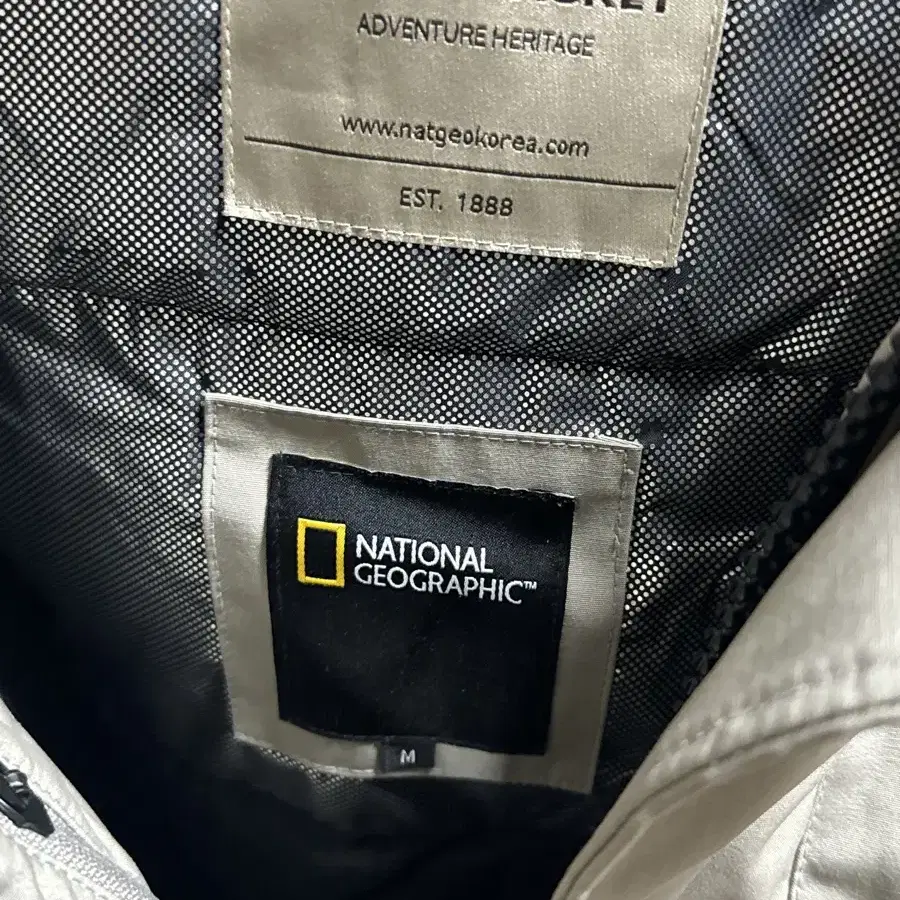 ADVENTURE HERITAGE
www.natgeokorea.com
EST. 1888
NATIONAL
GEOGRAPHIC™
M